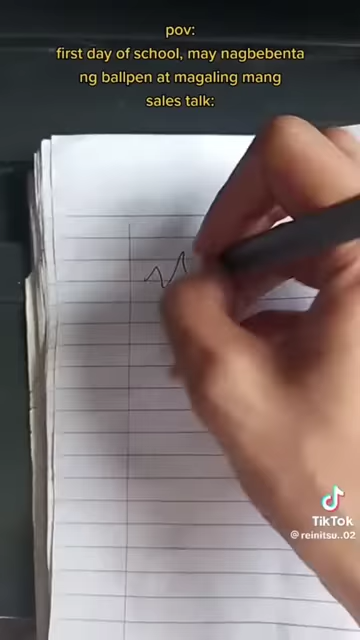 pov:
first day of school, may nagbebenta
ng ballpen at magaling mang
sales talk:
TikTok
@reinitsu..02